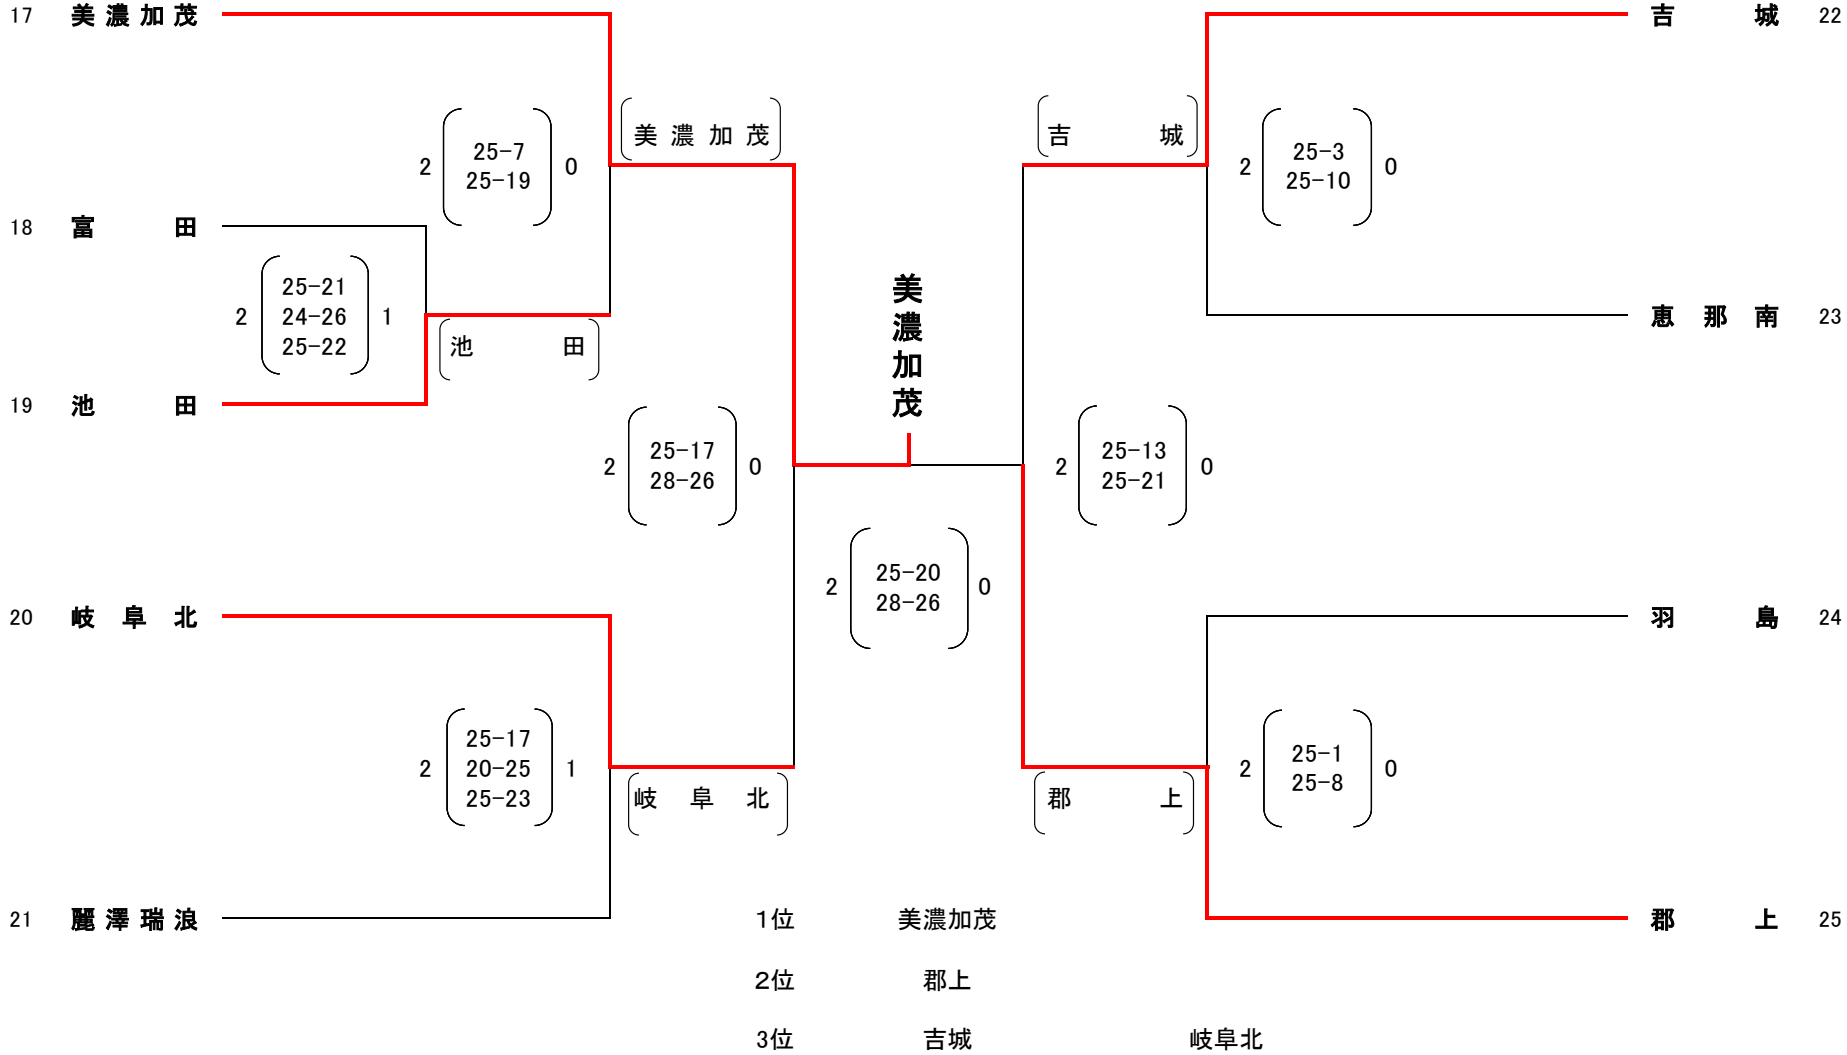 17 美濃加茂
吉城 22
美濃加茂
吉城
2 25-7 25-19 0
2 25-3 25-10 0
18 富田
2 25-21 24-26 25-22 1
池田
美濃加茂
恵那南 23
19 池田
2 25-17 28-26 0
2 25-13 25-21 0
2 25-20 28-26 0
20 岐阜北
羽島 24
2 25-17 20-25 25-23 1
岐阜北
郡上
2 25-1 25-8 0
21 麗澤瑞浪
郡上 25
1位 美濃加茂
2位 郡上
3位 吉城 岐阜北